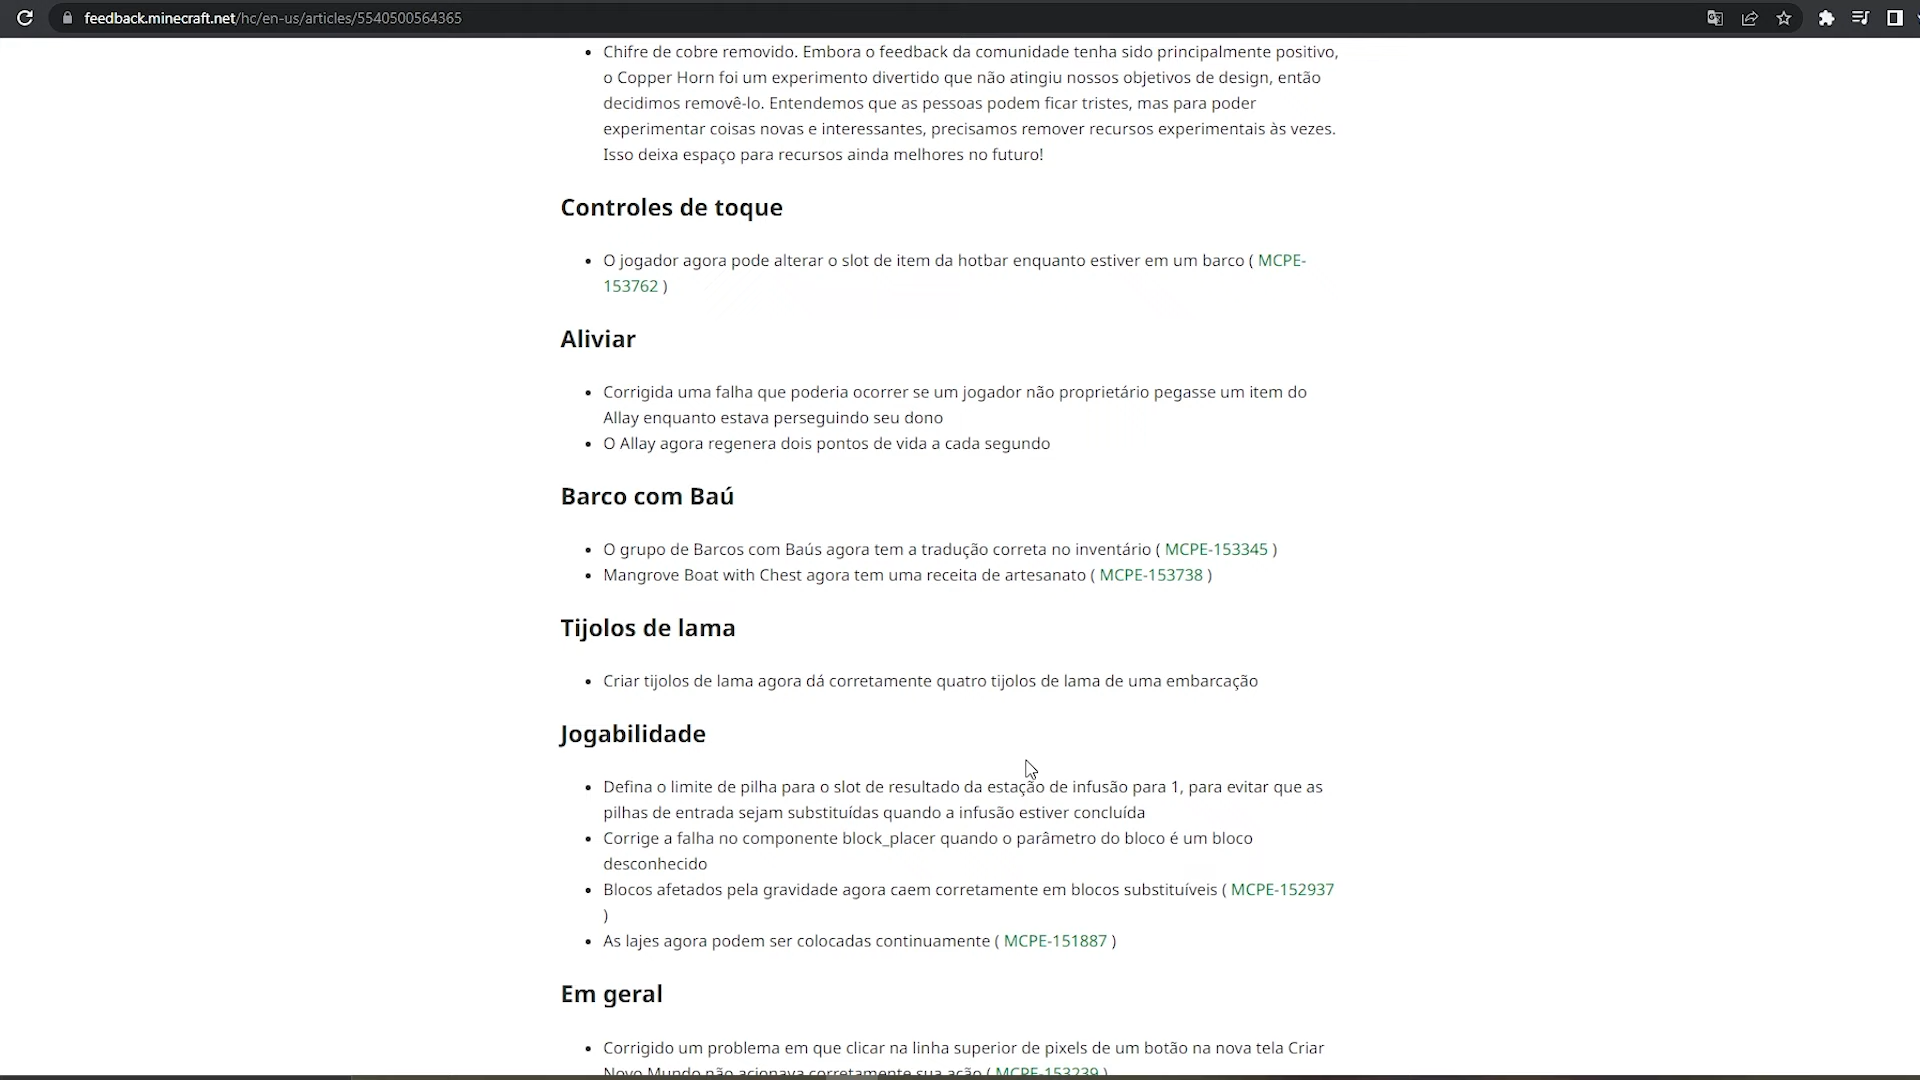 feedback.minecraft.net/hc/en-us/articles/5540500564365
• Chifre de cobre removido. Embora o feedback da comunidade tenha sido principalmente positivo,
o Copper Horn foi um experimento divertido que não atingiu nossos objetivos de design, então
decidimos removê-lo. Entendemos que as pessoas podem ficar tristes, mas para poder
experimentar coisas novas e interessantes, precisamos remover recursos experimentais às vezes.
Isso deixa espaço para recursos ainda melhores no futuro!
Controles de toque
• O jogador agora pode alterar o slot de item da hotbar enquanto estiver em um barco ( MCPE-
153762 )
Aliviar
• Corrigida uma falha que poderia ocorrer se um jogador não proprietário pegasse um item do
Allay enquanto estava perseguindo seu dono
• O Allay agora regenera dois pontos de vida a cada segundo
Barco com Baú
• O grupo de Barcos com Baús agora tem a tradução correta no inventário ( MCPE-153345 )
• Mangrove Boat with Chest agora tem uma receita de artesanato ( MCPE-153738 )
Tijolos de lama
• Criar tijolos de lama agora dá corretamente quatro tijolos de lama de uma embarcação
Jogabilidade
• Defina o limite de pilha para o slot de resultado da estação de infusão para 1, para evitar que as
pilhas de entrada sejam substituídas quando a infusão estiver concluída
• Corrige a falha no componente block_placer quando o parâmetro do bloco é um bloco
desconhecido
• Blocos afetados pela gravidade agora caem corretamente em blocos substituíveis ( MCPE-152937
)
• As lajes agora podem ser colocadas continuamente ( MCPE-151887 )
Em geral
• Corrigido um problema em que clicar na linha superior de pixels de um botão na nova tela Criar
Novo Mundo não acionava corretamente sua ação ( MCPE-153239 )